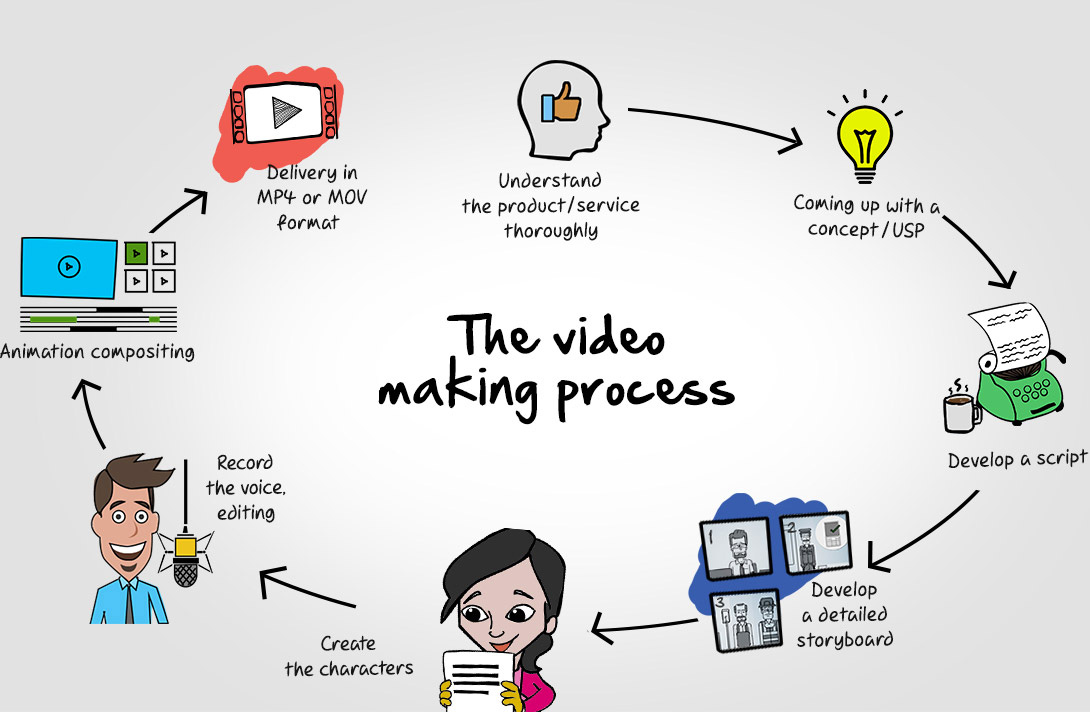 The video
making process
Understand
the product/service
thoroughly
Coming up with a
concept/USP
Develop a script
1
2
3
Develop
a detailed
storyboard
Create
the characters
Record
the voice,
editing
Animation compositing
Delivery in
MP4 or MOV
format